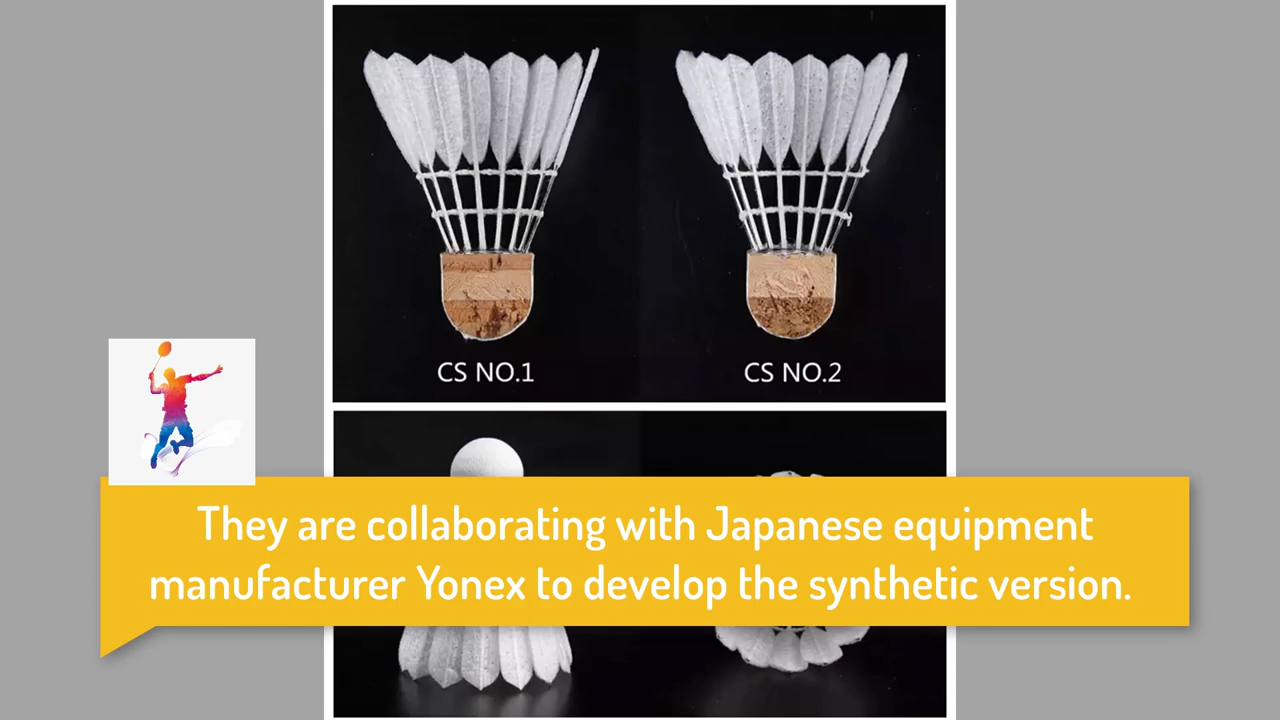 CS NO.1
CS NO.2
They are collaborating with Japanese equipment
manufacturer Yonex to develop the synthetic version.